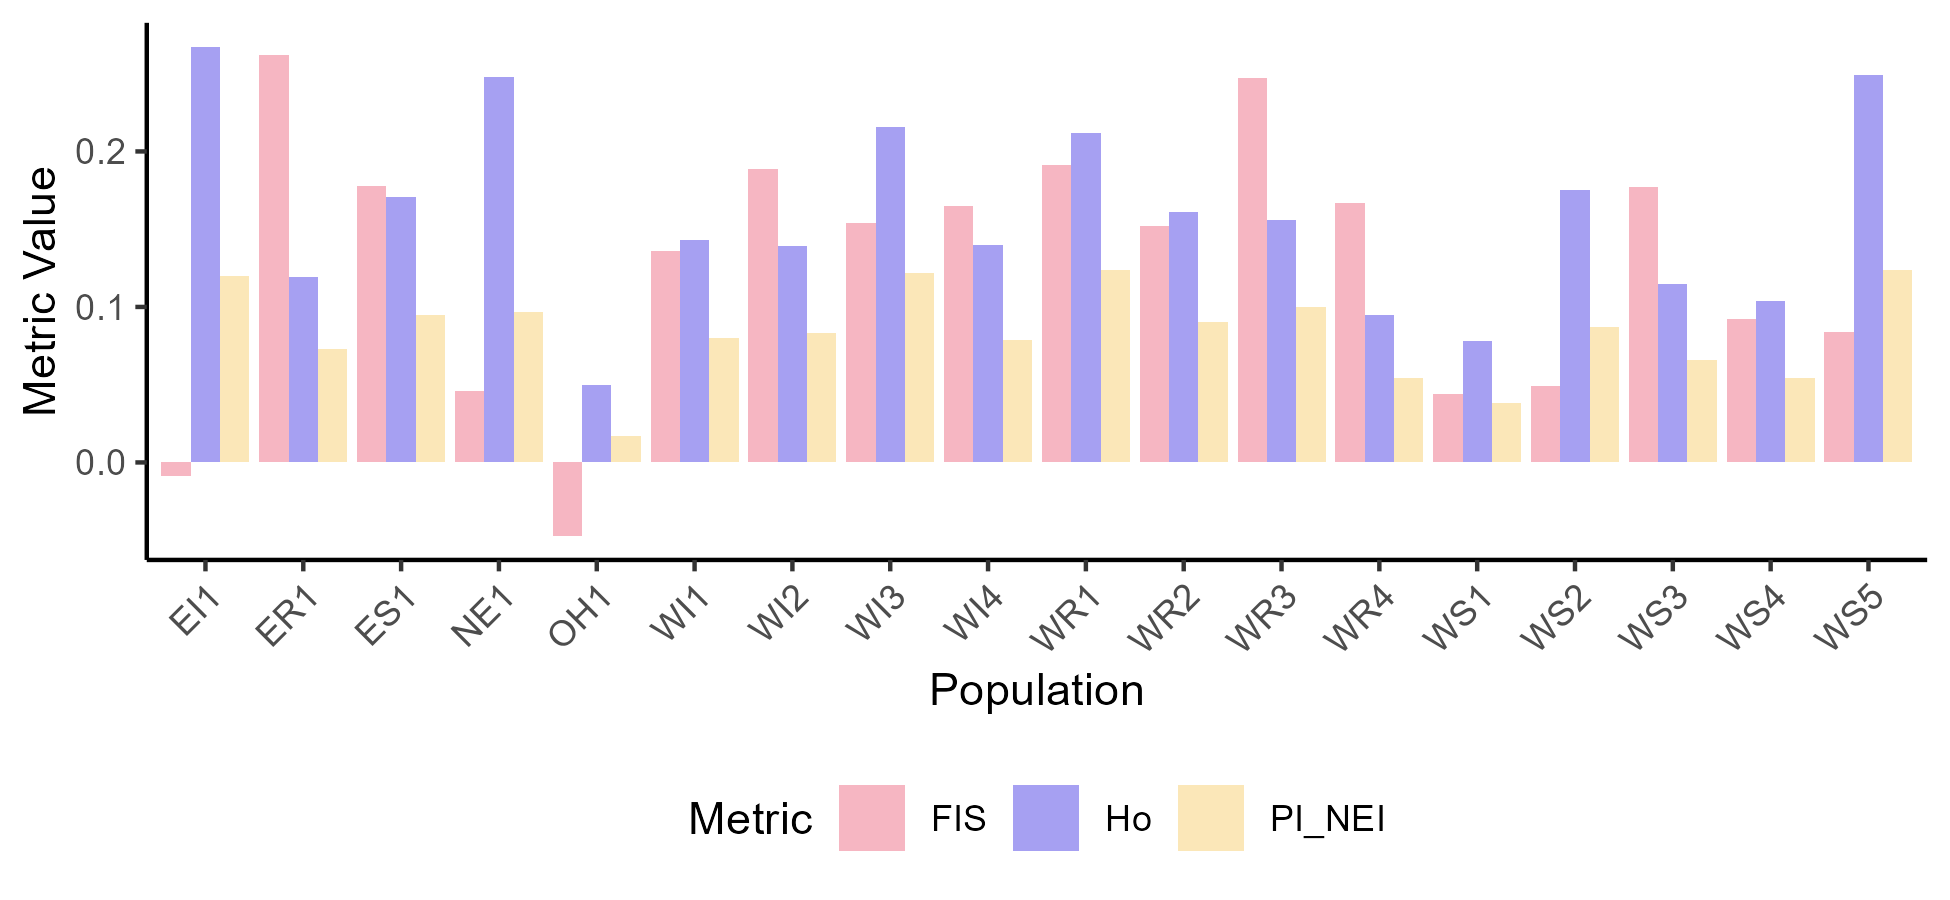 Metric Value
0.2
0.1
0.0
EI1 ER1 ES1 NE1 OH1 WI1 WI2 WI3 WI4 WR1 WR2 WR3 WR4 WS1 WS2 WS3 WS4 WS5
Population
Metric FIS Ho PI_NEI